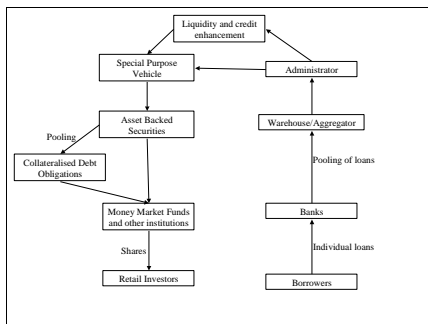 Liquidity and credit
enhancement
Special Purpose
Vehicle
Administrator
Asset Backed
Securities
Warehouse/Aggregator
Pooling
Collateralised Debt
Obligations
Pooling of loans
Money Market Funds
and other institutions
Banks
Shares
Individual loans
Retail Investors
Borrowers